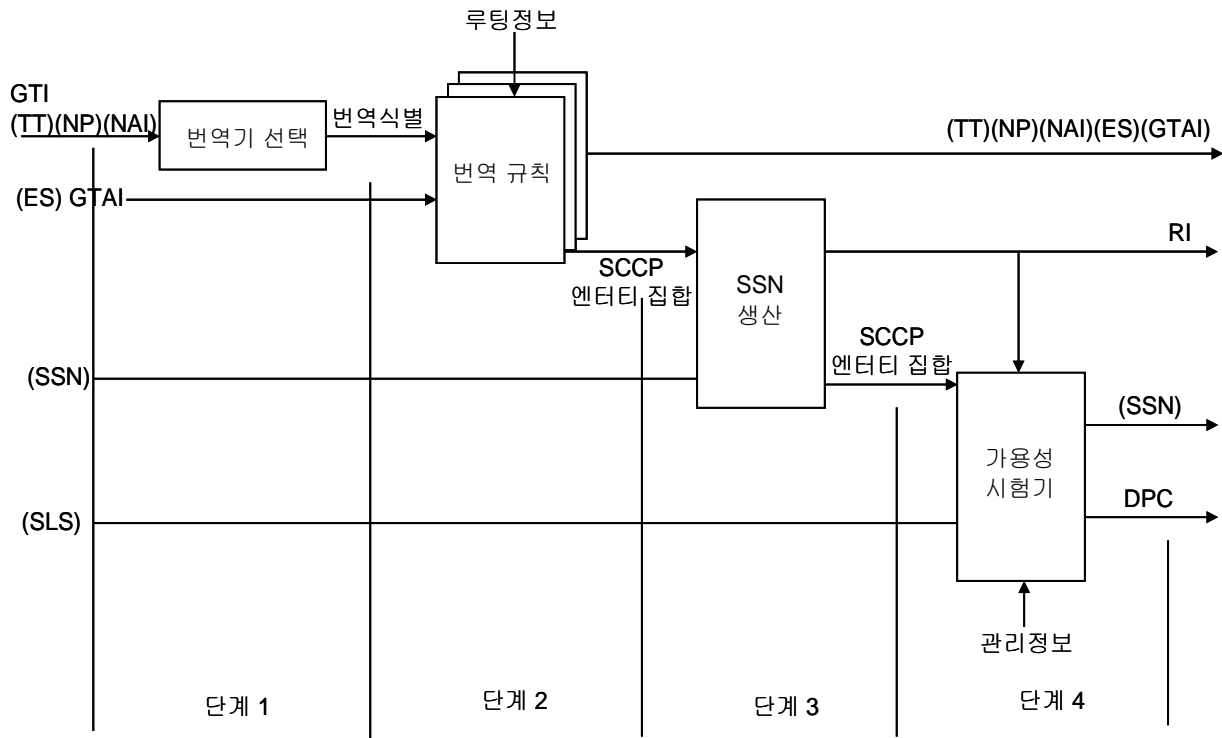 루팅정보
GTI
(TT)(NP)(NAI)
번역기 선택
번역식별
번역 규칙
(TT)(NP)(NAI)(ES)(GTAI)
(ES) GTAI
SCCP
엔터티 집합
SSN
생산
RI
SCCP
엔터티 집합
(SSN)
가용성
시험기
(SSN)
(SLS)
DPC
관리정보
단계 1
단계 2
단계 3
단계 4